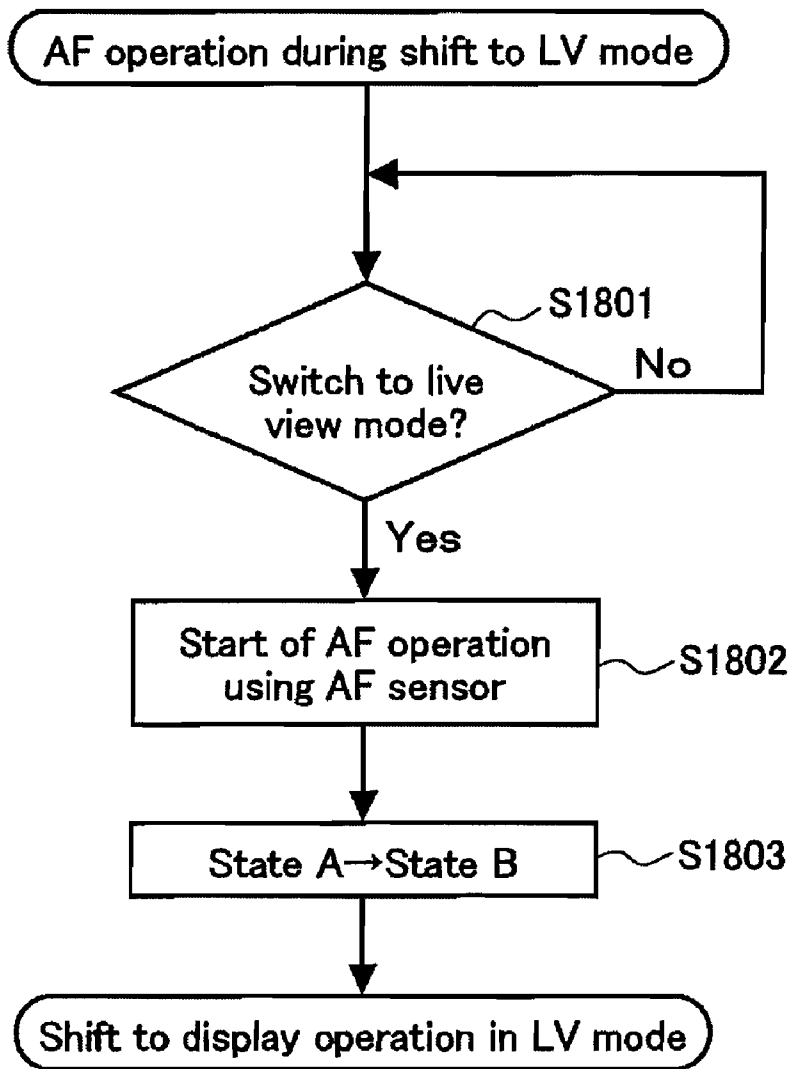 AF operation during shift to LV mode
S1801
Switch to live
view mode?
No
Yes
Start of AF operation
using AF sensor
S1802
State A→State B
S1803
Shift to display operation in LV mode